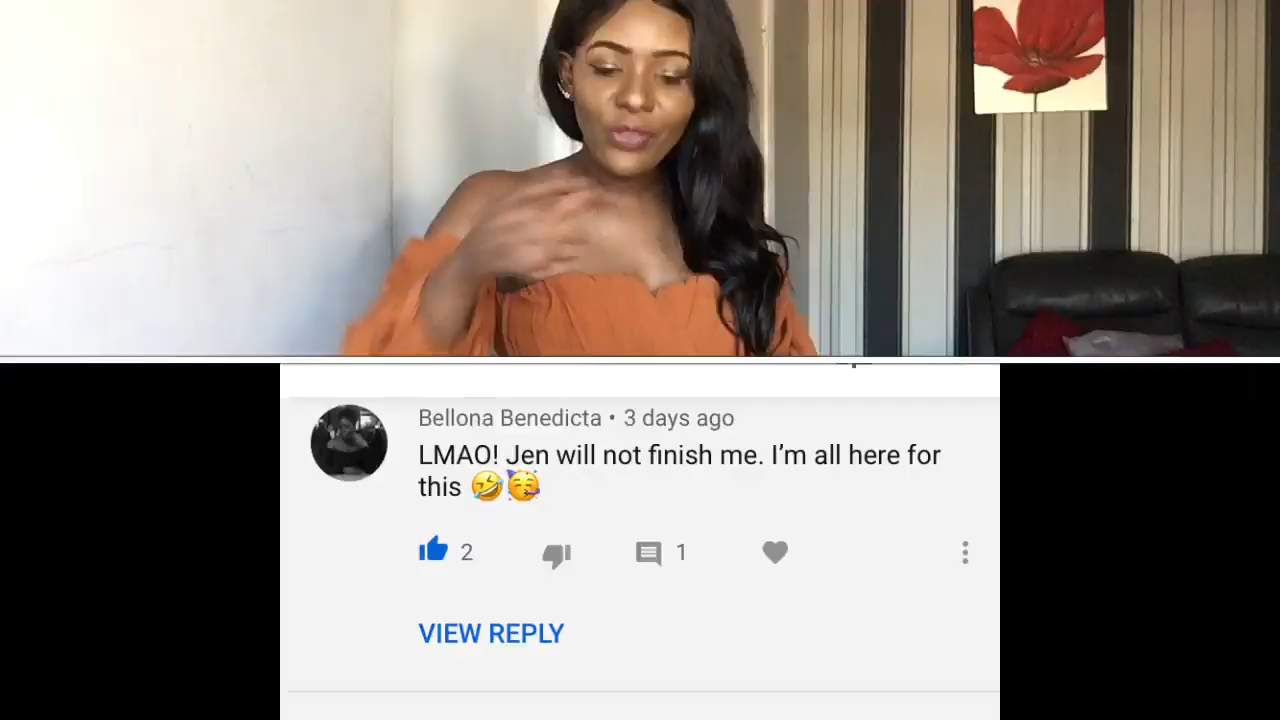 Bellona Benedicta • 3 days ago
LMAO! Jen will not finish me. I’m all here for
this 🤣🥳
2
1
VIEW REPLY